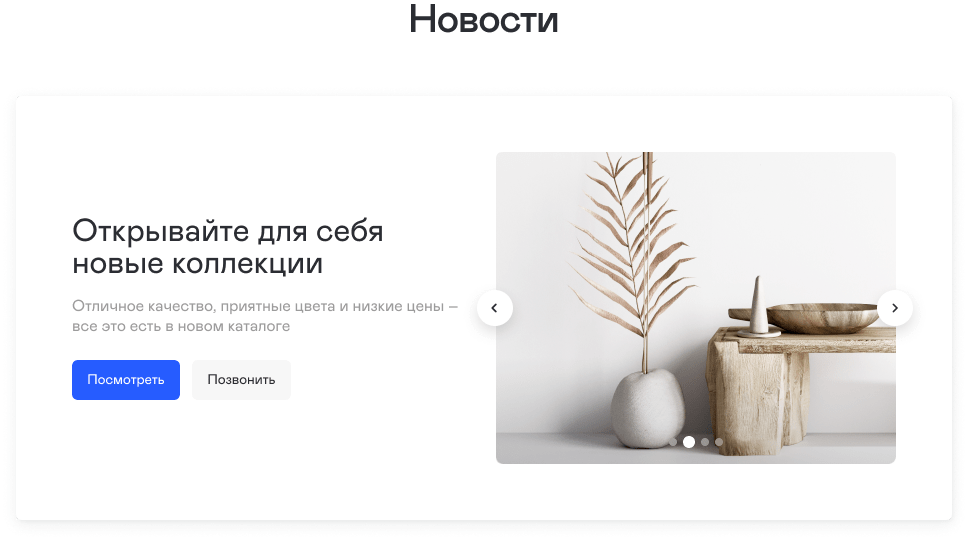 Новости
Открывайте для себя
новые коллекции
Отличное качество, приятные цвета и низкие цены –
все это есть в новом каталоге
Посмотреть
Позвонить